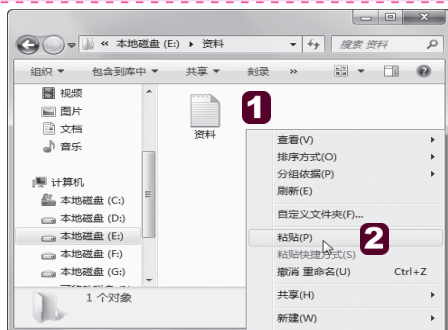 « 本地磁盘 (E:) ▸ 资料
搜索 资料
组织 包含到库中 共享 刻录 »
视频
图片
文档
音乐
计算机
本地磁盘 (C:)
本地磁盘 (D:)
本地磁盘 (E:)
本地磁盘 (F:)
本地磁盘 (G:)
1 个对象
资料
1
查看(V)
排序方式(O)
分组依据(P)
刷新(E)
自定义文件夹(F)...
粘贴(P)
2
粘贴快捷方式(S)
撤消 重命名(U) Ctrl+Z
共享(H)
新建(W)